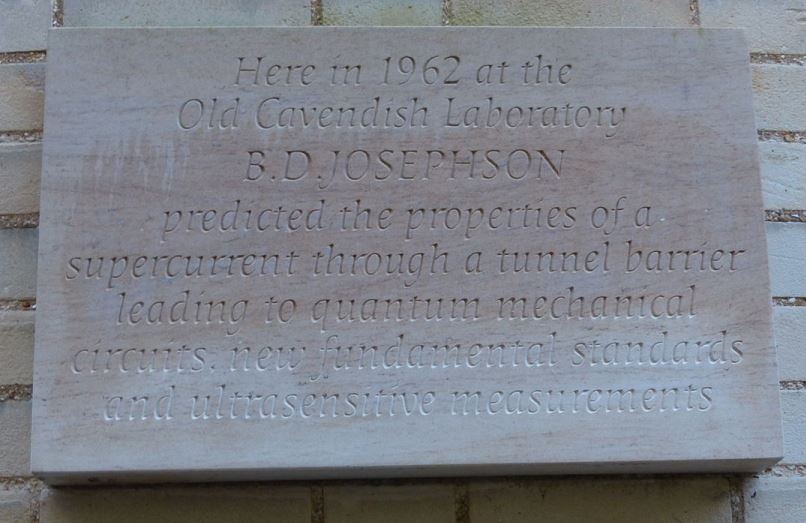 Here in 1962 at the
Old Cavendish Laboratory
B.D.JOSEPHSON
predicted the properties of a
supercurrent through a tunnel barrier
leading to quantum mechanical
circuits, new fundamental standards
and ultrasensitive measurements